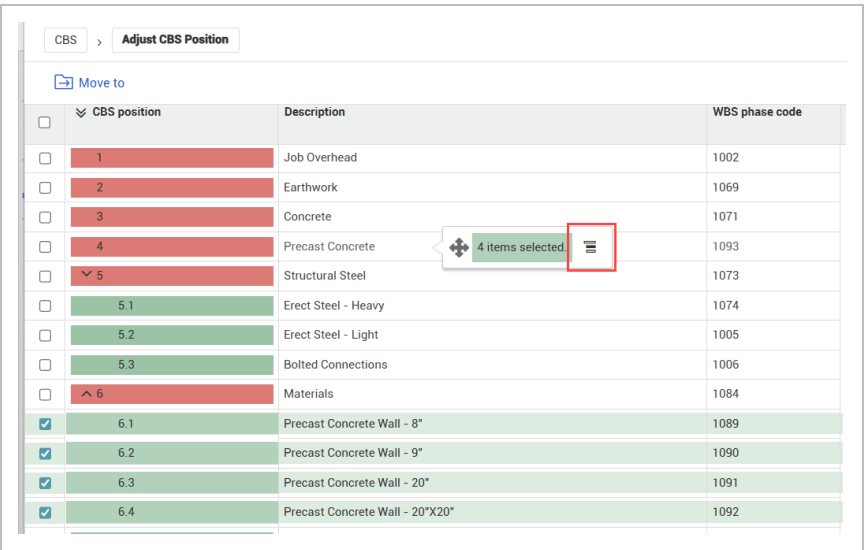 CBS > Adjust CBS Position
Move to
CBS position Description WBS phase code
1 Job Overhead 1002
2 Earthwork 1069
3 Concrete 1071
4 Precast Concrete 4 items selected. 1093
5 Structural Steel 1073
5.1 Erect Steel - Heavy 1074
5.2 Erect Steel - Light 1005
5.3 Bolted Connections 1006
6 Materials 1084
6.1 Precast Concrete Wall - 8" 1089
6.2 Precast Concrete Wall - 9" 1090
6.3 Precast Concrete Wall - 20" 1091
6.4 Precast Concrete Wall - 20"X20" 1092